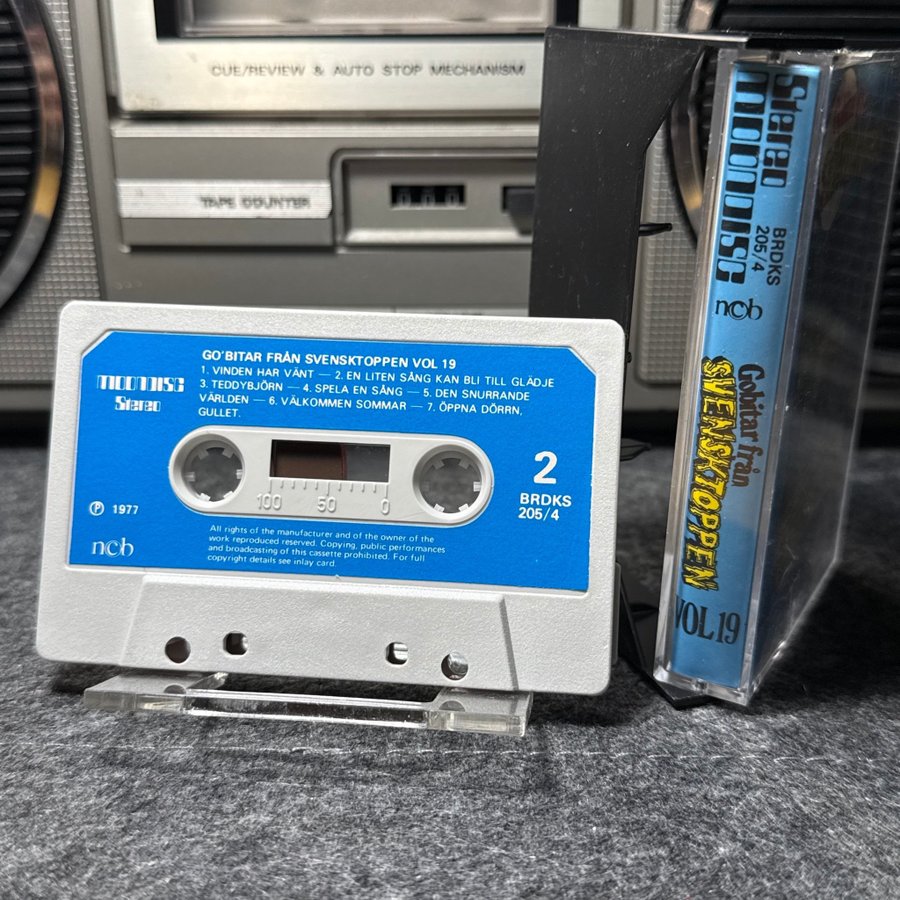 CUE/REVIEW & AUTO STOP MECHANISM
TAPE COUNTER
000
GO'BITAR FRÅN SVENSKTOPPEN VOL 19
1. VINDEN HAR VÄNT — 2. EN LITEN SÅNG KAN BLI TILL GLÄDJE
3. TEDDYBJÖRN — 4. SPELA EN SÅNG — 5. DEN SNURRANDE
VÄRLDEN — 6. VÄLKOMMEN SOMMAR — 7. ÖPPNA DÖRRN,
GULLET.
MOONDISC
Stereo
100 50 0
2
BRDKS
205/4
Ⓟ 1977
ncb
All rights of the manufacturer and of the owner of the
work reproduced reserved. Copying, public performances
and broadcasting of this cassette prohibited. For full
copyright details see inlay card.
Stereo
MOONDISC
BRDKS
205/4
ncb
Gobitar från
SVENSKTOPPEN
VOL 19